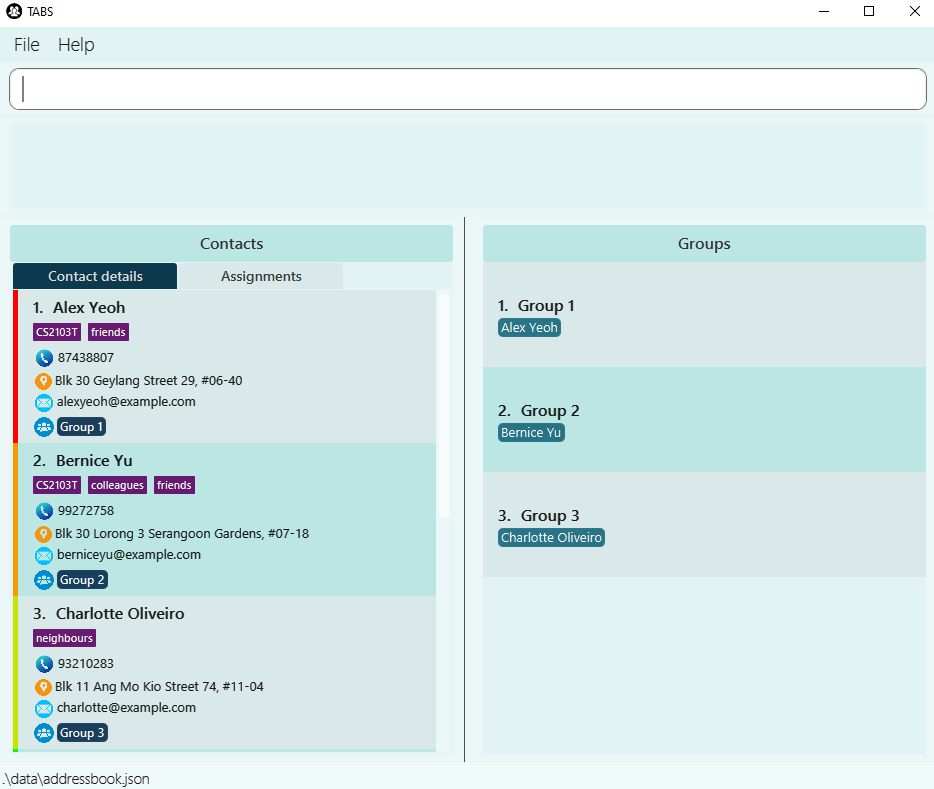 TABS
File Help
Contacts
Contact details Assignments
1. Alex Yeoh
CS2103T friends
87438807
Blk 30 Geylang Street 29, #06-40
alexyeoh@example.com
Group 1
2. Bernice Yu
CS2103T colleagues friends
99272758
Blk 30 Lorong 3 Serangoon Gardens, #07-18
berniceyu@example.com
Group 2
3. Charlotte Oliveiro
neighbours
93210283
Blk 11 Ang Mo Kio Street 74, #11-04
charlotte@example.com
Group 3
Groups
1. Group 1
Alex Yeoh
2. Group 2
Bernice Yu
3. Group 3
Charlotte Oliveiro
.\data\addressbook.json